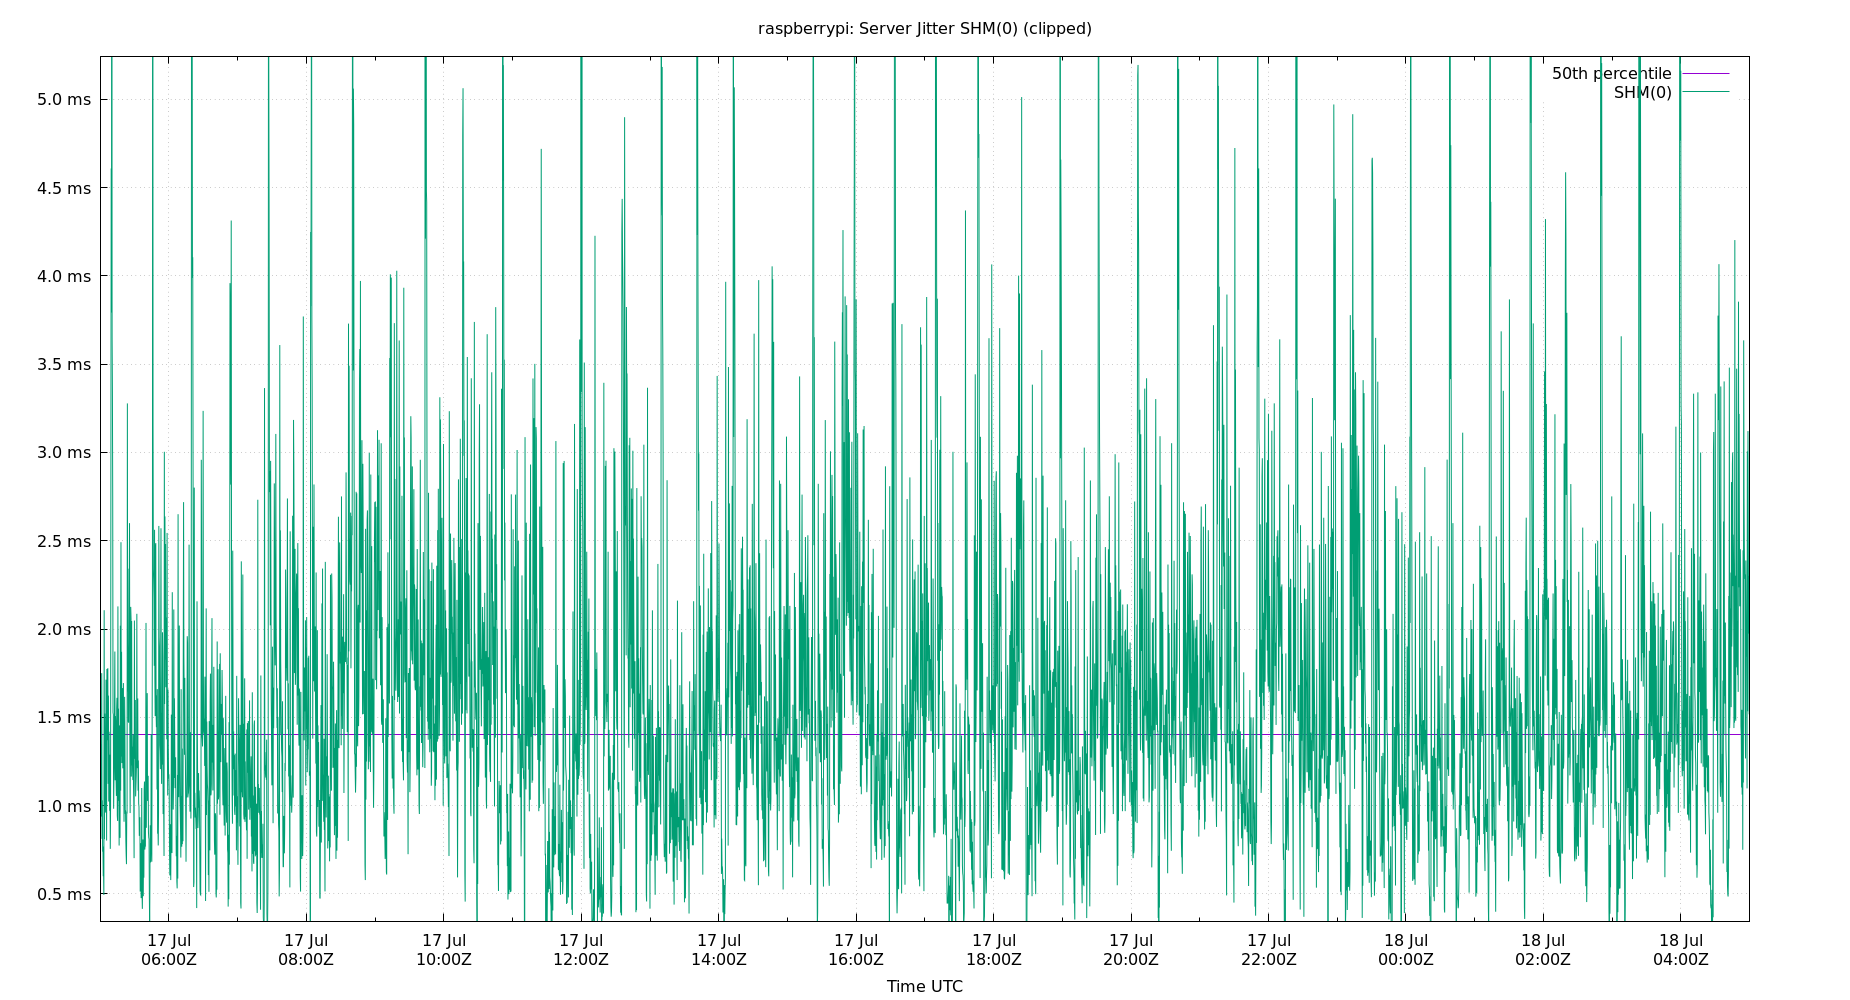 raspberrypi: Server Jitter SHM(0) (clipped)
50th percentile
SHM(0)
5.0 ms
4.5 ms
4.0 ms
3.5 ms
3.0 ms
2.5 ms
2.0 ms
1.5 ms
1.0 ms
0.5 ms
17 Jul 17 Jul 17 Jul 17 Jul 17 Jul 17 Jul 17 Jul 17 Jul 17 Jul 18 Jul 18 Jul 18 Jul
06:00Z 08:00Z 10:00Z 12:00Z 14:00Z 16:00Z 18:00Z 20:00Z 22:00Z 00:00Z 02:00Z 04:00Z
Time UTC